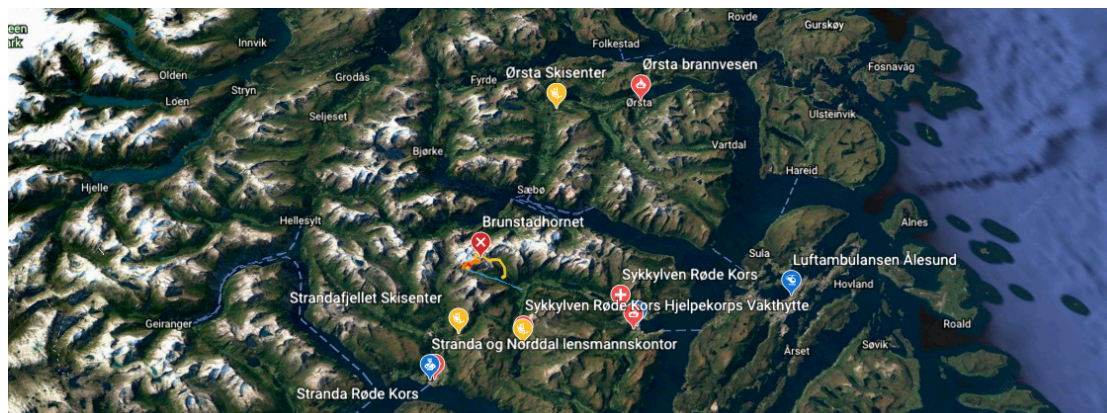 een
ark
Innvik
Folkestad
Rovde
Gurskøy
Olden
Loen
Stryn
Grodås
Fyrde
Ørsta Skisenter
Ørsta brannvesen
Ørsta
Fosnavåg
Ulsteinvik
Seljeset
Bjørke
Vartdal
Hareid
Hjelle
Sæbø
Hellesylt
Brunstadhornet
Alnes
Sula
Luftambulansen Ålesund
Hovland
Sykkylven Røde Kors
Strandafjellet Skisenter
Sykkylven Røde Kors Hjelpekorps Vakthytte
Geiranger
Roald
Stranda og Norddal lensmannskontor
Årset
Søvik
Stranda Røde Kors